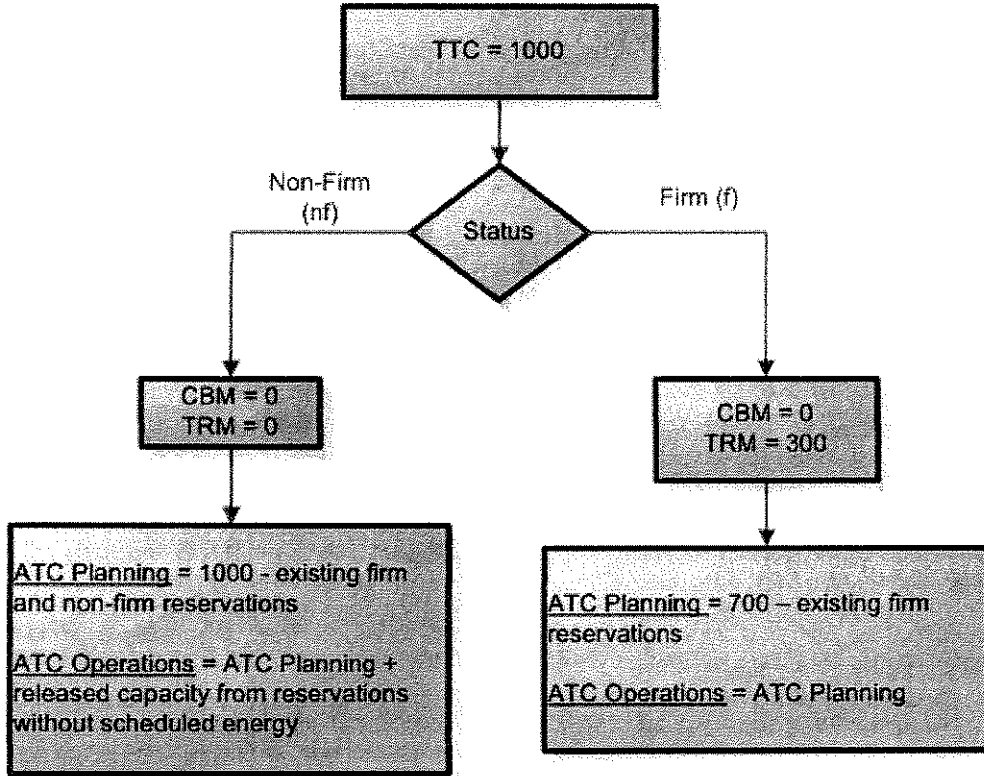 TTC = 1000
Non-Firm
(nf)
Status
Firm (f)
CBM = 0
TRM = 0
CBM = 0
TRM = 300
ATC Planning = 1000 - existing firm
and non-firm reservations
ATC Operations = ATC Planning +
released capacity from reservations
without scheduled energy
ATC Planning = 700 – existing firm
reservations
ATC Operations = ATC Planning